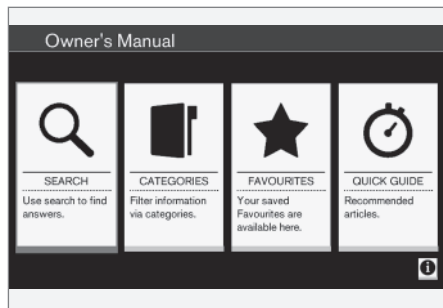 Owner's Manual
SEARCH
Use search to find
answers.
CATEGORIES
Filter information
via categories.
FAVOURITES
Your saved
Favourites are
available here.
QUICK GUIDE
Recommended
articles.
i